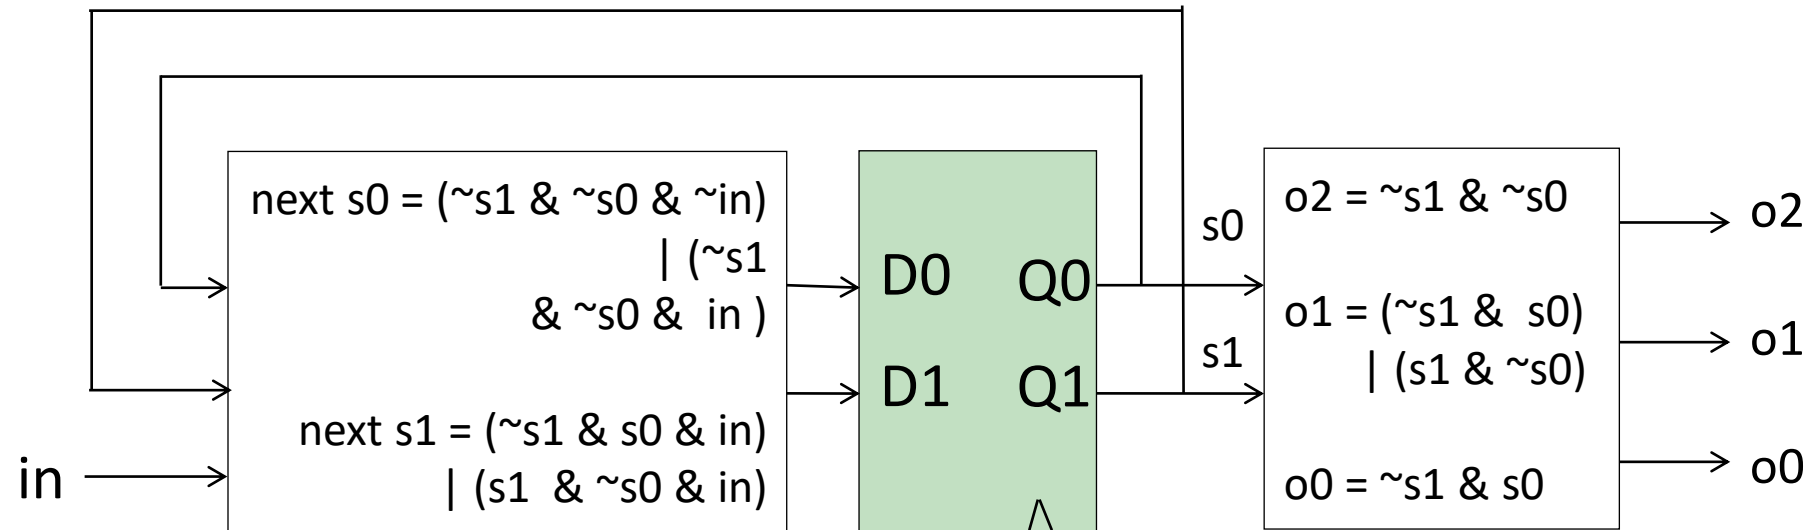 next s0 = (~s1 & ~s0 & ~in)
| (~s1
& ~s0 & in )
next s1 = (~s1 & s0 & in)
| (s1 & ~s0 & in)
in
D0 Q0
D1 Q1
s0
s1
o2 = ~s1 & ~s0
o1 = (~s1 & s0)
| (s1 & ~s0)
o0 = ~s1 & s0
o2
o1
o0